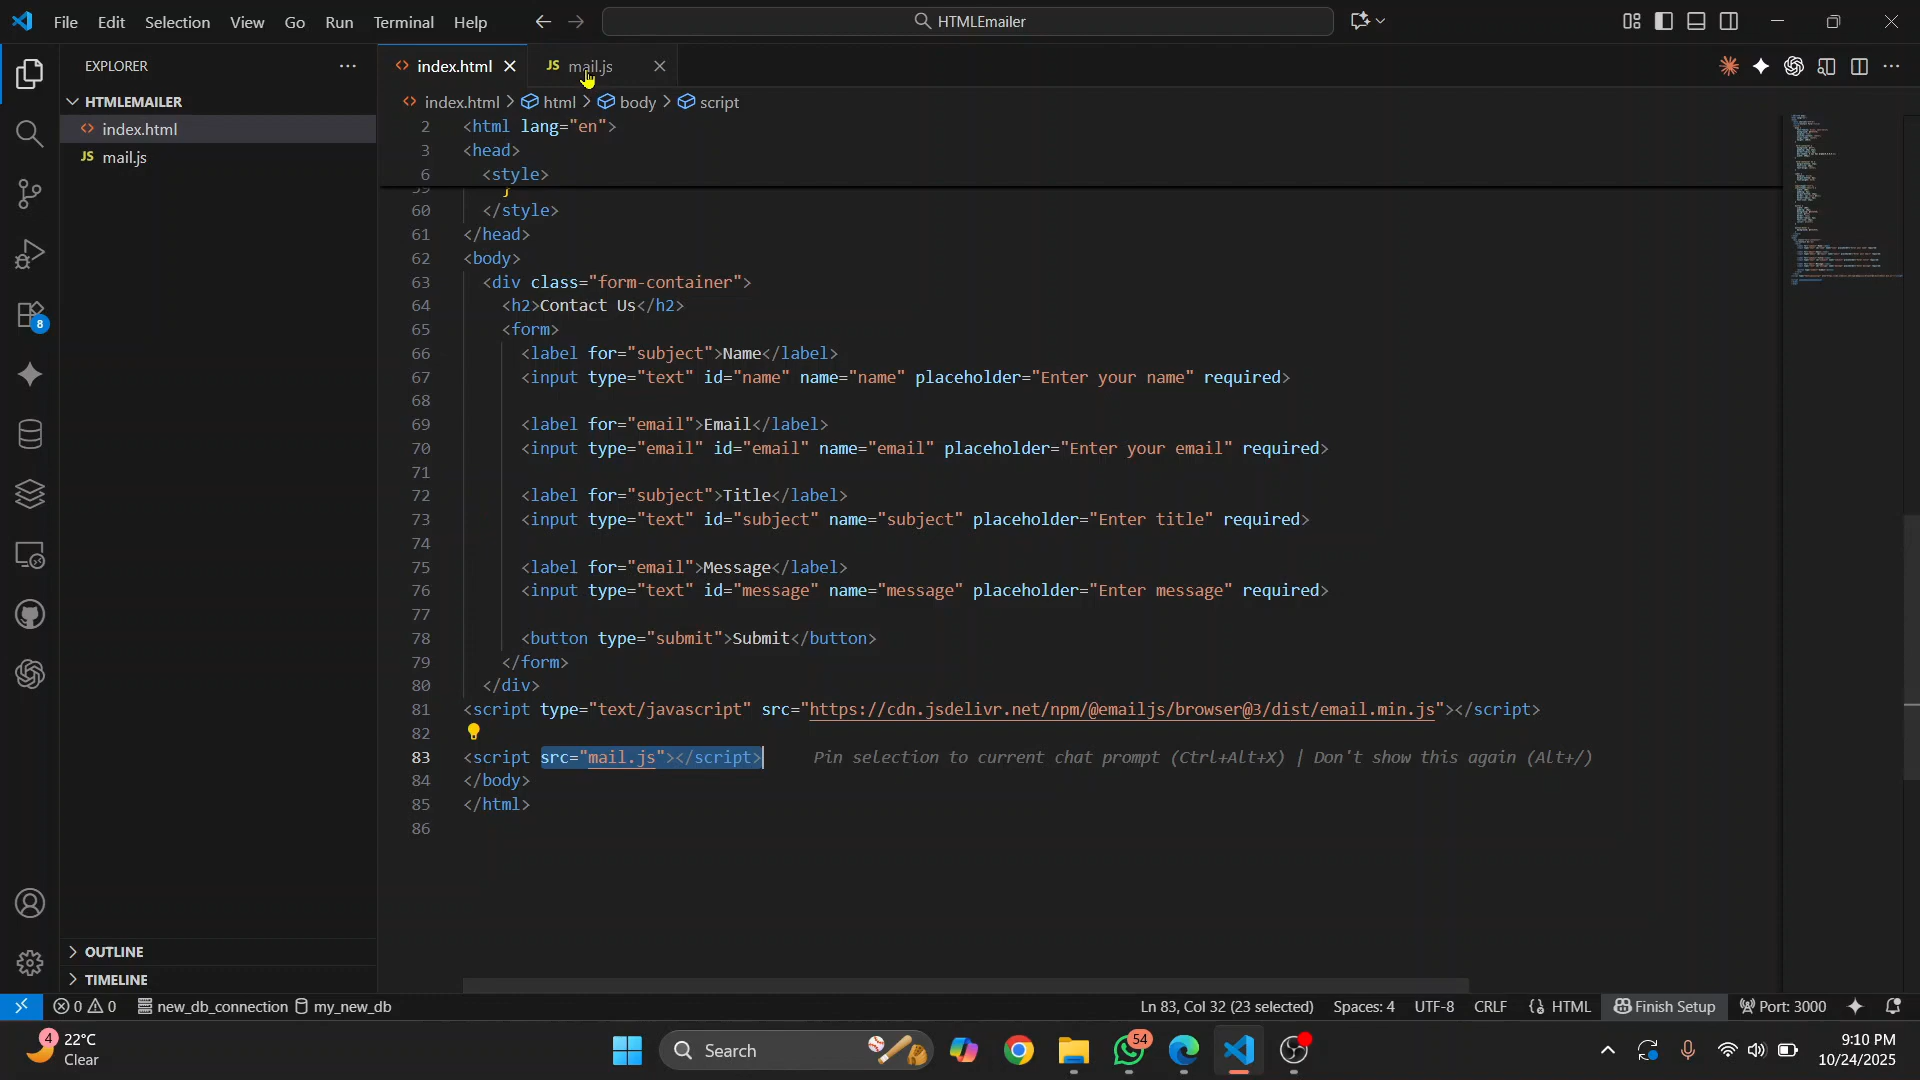 File Edit Selection View Go Run Terminal Help
HTMLEmailer
EXPLORER
HTMLEMAILER
index.html
JS mail.js
8
OUTLINE
TIMELINE
index.html
JS mail.js
index.html > html > body > script
2 <html lang="en">
3 <head>
6 <style>
59 }
60 </style>
61 </head>
62 <body>
63 <div class="form-container">
64 <h2>Contact Us</h2>
65 <form>
66 <label for="subject">Name</label>
67 <input type="text" id="name" name="name" placeholder="Enter your name" required>
68
69 <label for="email">Email</label>
70 <input type="email" id="email" name="email" placeholder="Enter your email" required>
71
72 <label for="subject">Title</label>
73 <input type="text" id="subject" name="subject" placeholder="Enter title" required>
74
75 <label for="email">Message</label>
76 <input type="text" id="message" name="message" placeholder="Enter message" required>
77
78 <button type="submit">Submit</button>
79 </form>
80 </div>
81 <script type="text/javascript" src="https://cdn.jsdelivr.net/npm/@emailjs/browser@3/dist/email.min.js"></script>
82
83 <script src="mail.js"></script> Pin selection to current chat prompt (Ctrl+Alt+X) | Don't show this again (Alt+/)
84 </body>
85 </html>
86
0 0 new_db_connection my_new_db
Ln 83, Col 32 (23 selected) Spaces: 4 UTF-8 CRLF HTML Finish Setup Port: 3000
4
22°C
Clear
Search
54
9:10 PM
10/24/2025